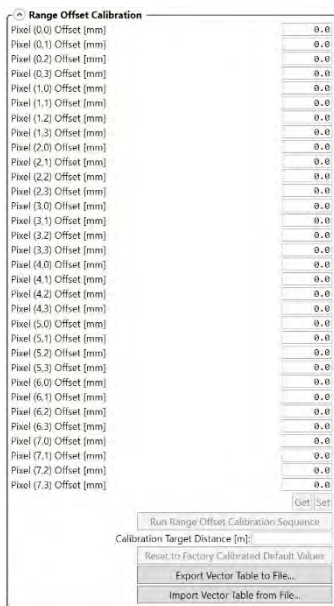 Range Offset Calibration
Pixel (0,0) Offset [mm] 0.0
Pixel (0,1) Offset [mm] 0.0
Pixel (0,2) Offset [mm] 0.0
Pixel (0,3) Offset [mm] 0.0
Pixel (1,0) Offset [mm] 0.0
Pixel (1,1) Offset [mm] 0.0
Pixel (1,2) Offset [mm] 0.0
Pixel (1,3) Offset [mm] 0.0
Pixel (2,0) Offset [mm] 0.0
Pixel (2,1) Offset [mm] 0.0
Pixel (2,2) Offset [mm] 0.0
Pixel (2,3) Offset [mm] 0.0
Pixel (3,0) Offset [mm] 0.0
Pixel (3,1) Offset [mm] 0.0
Pixel (3,2) Offset [mm] 0.0
Pixel (3,3) Offset [mm] 0.0
Pixel (4,0) Offset [mm] 0.0
Pixel (4,1) Offset [mm] 0.0
Pixel (4,2) Offset [mm] 0.0
Pixel (4,3) Offset [mm] 0.0
Pixel (5,0) Offset [mm] 0.0
Pixel (5,1) Offset [mm] 0.0
Pixel (5,2) Offset [mm] 0.0
Pixel (5,3) Offset [mm] 0.0
Pixel (6,0) Offset [mm] 0.0
Pixel (6,1) Offset [mm] 0.0
Pixel (6,2) Offset [mm] 0.0
Pixel (6,3) Offset [mm] 0.0
Pixel (7,0) Offset [mm] 0.0
Pixel (7,1) Offset [mm] 0.0
Pixel (7,2) Offset [mm] 0.0
Pixel (7,3) Offset [mm] 0.0
Get Set
Run Range Offset Calibration Sequence
Calibration Target Distance [m]:
Reset to Factory Calibrated Default Values
Export Vector Table to File...
Import Vector Table from File...